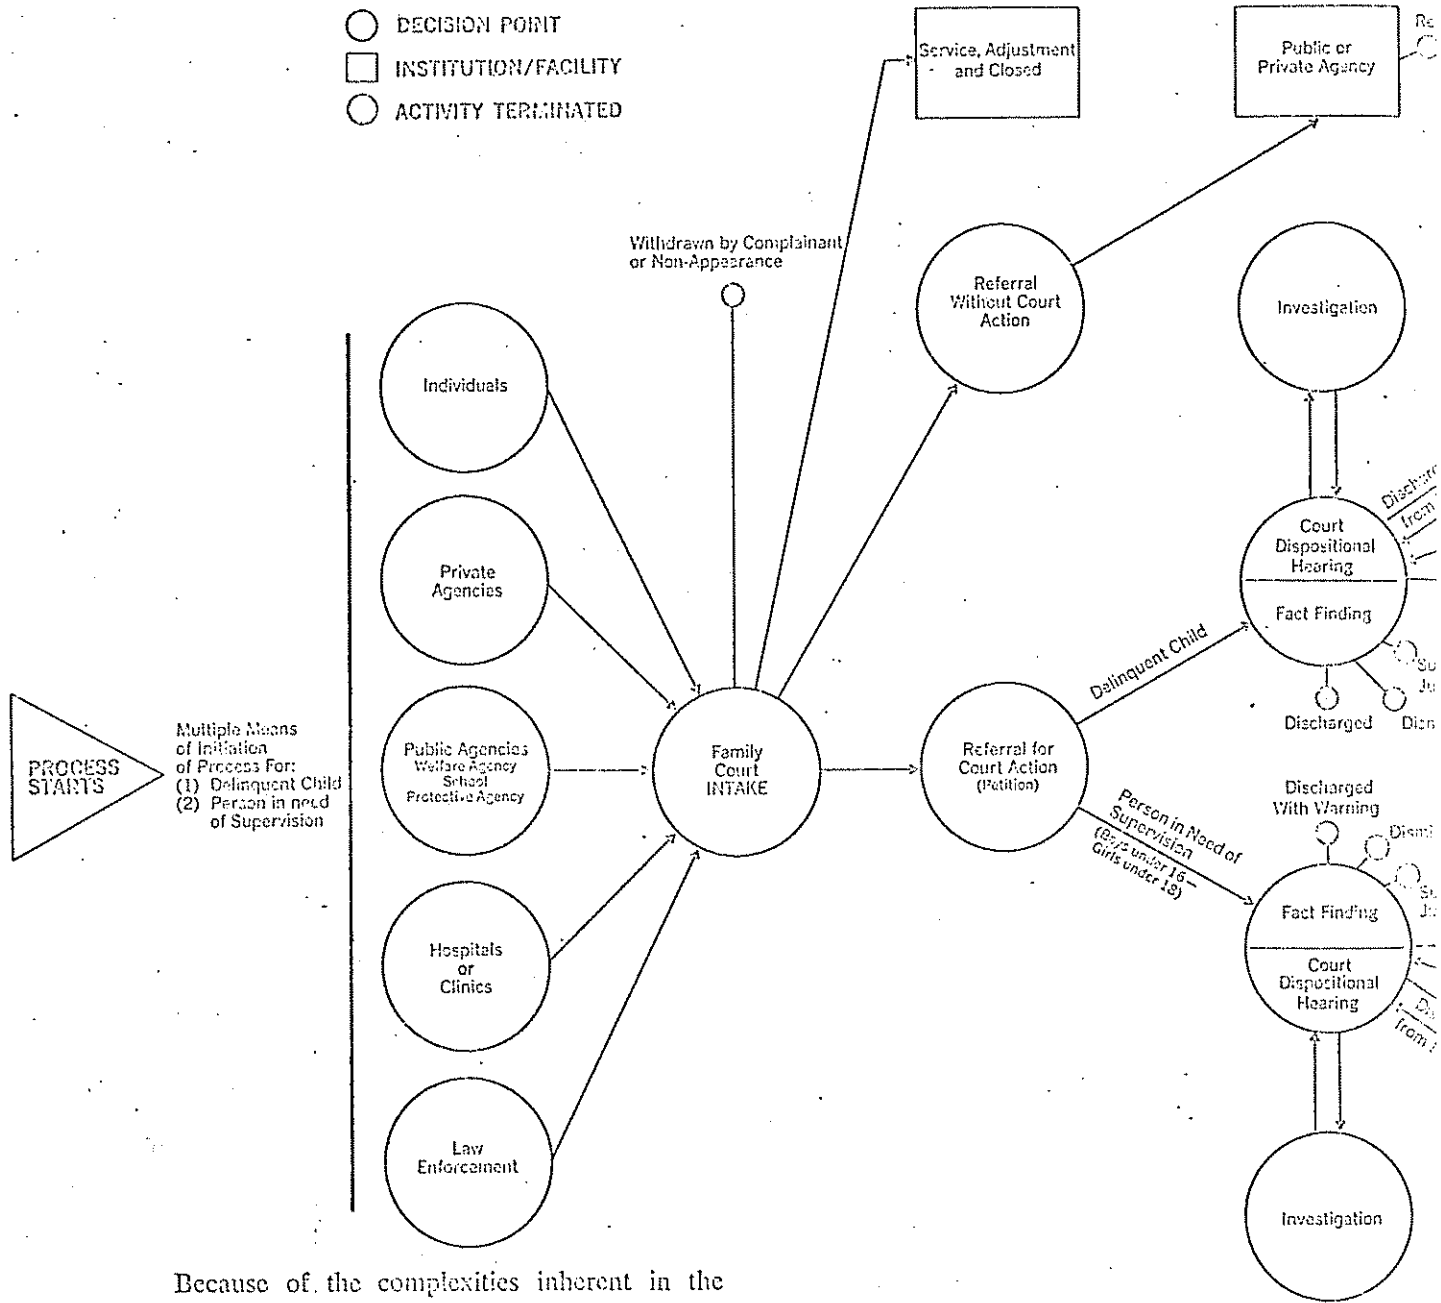 DECISION POINT
INSTITUTION/FACILITY
ACTIVITY TERMINATED
Service, Adjustment
and Closed
Public or
Private Agency
Withdrawn by Complainant
or Non-Appearance
Referral
Without Court
Action
Investigation
Individuals
Private
Agencies
Court
Dispositional
Hearing
Fact Finding
from
Delinquent Child
Discharged
PROCESS
STARTS
Multiple Means
of Initiation
of Process For:
(1) Delinquent Child
(2) Person in need
of Supervision
Public Agencies
Welfare Agency
School
Protective Agency
Family
Court
INTAKE
Referral for
Court Action
(Petition)
Person in Need of
Supervision
(Boys under 16—
Girls under 18)
Discharged
With Warning
Fact Finding
Court
Dispositional
Hearing
from
Hospitals
or
Clinics
Law
Enforcement
Investigation
Because of the complexities inherent in the